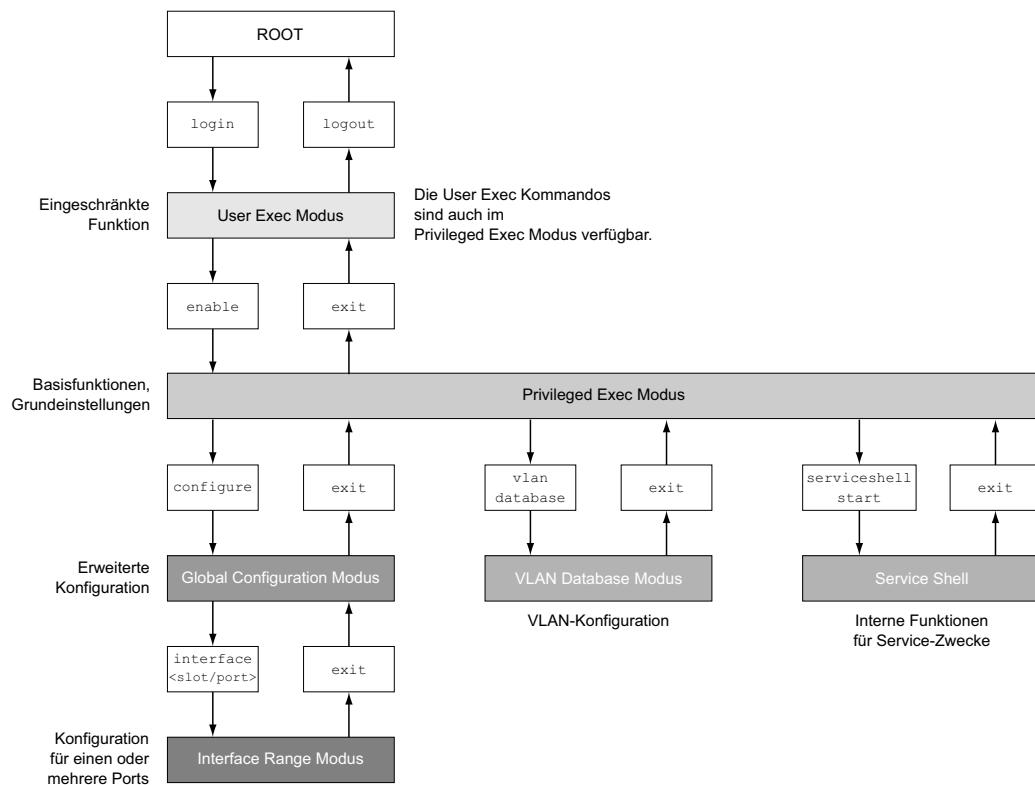 ROOT
login
logout
Eingeschränkte
Funktion
User Exec Modus
Die User Exec Kommandos
sind auch im
Privileged Exec Modus verfügbar.
enable
exit
Basisfunktionen,
Grundeinstellungen
Privileged Exec Modus
configure
exit
vlan
database
exit
serviceshell
start
exit
Erweiterte
Konfiguration
Global Configuration Modus
VLAN Database Modus
Service Shell
VLAN-Konfiguration
Interne Funktionen
für Service-Zwecke
interface
<slot/port>
exit
Konfiguration
für einen oder
mehrere Ports
Interface Range Modus